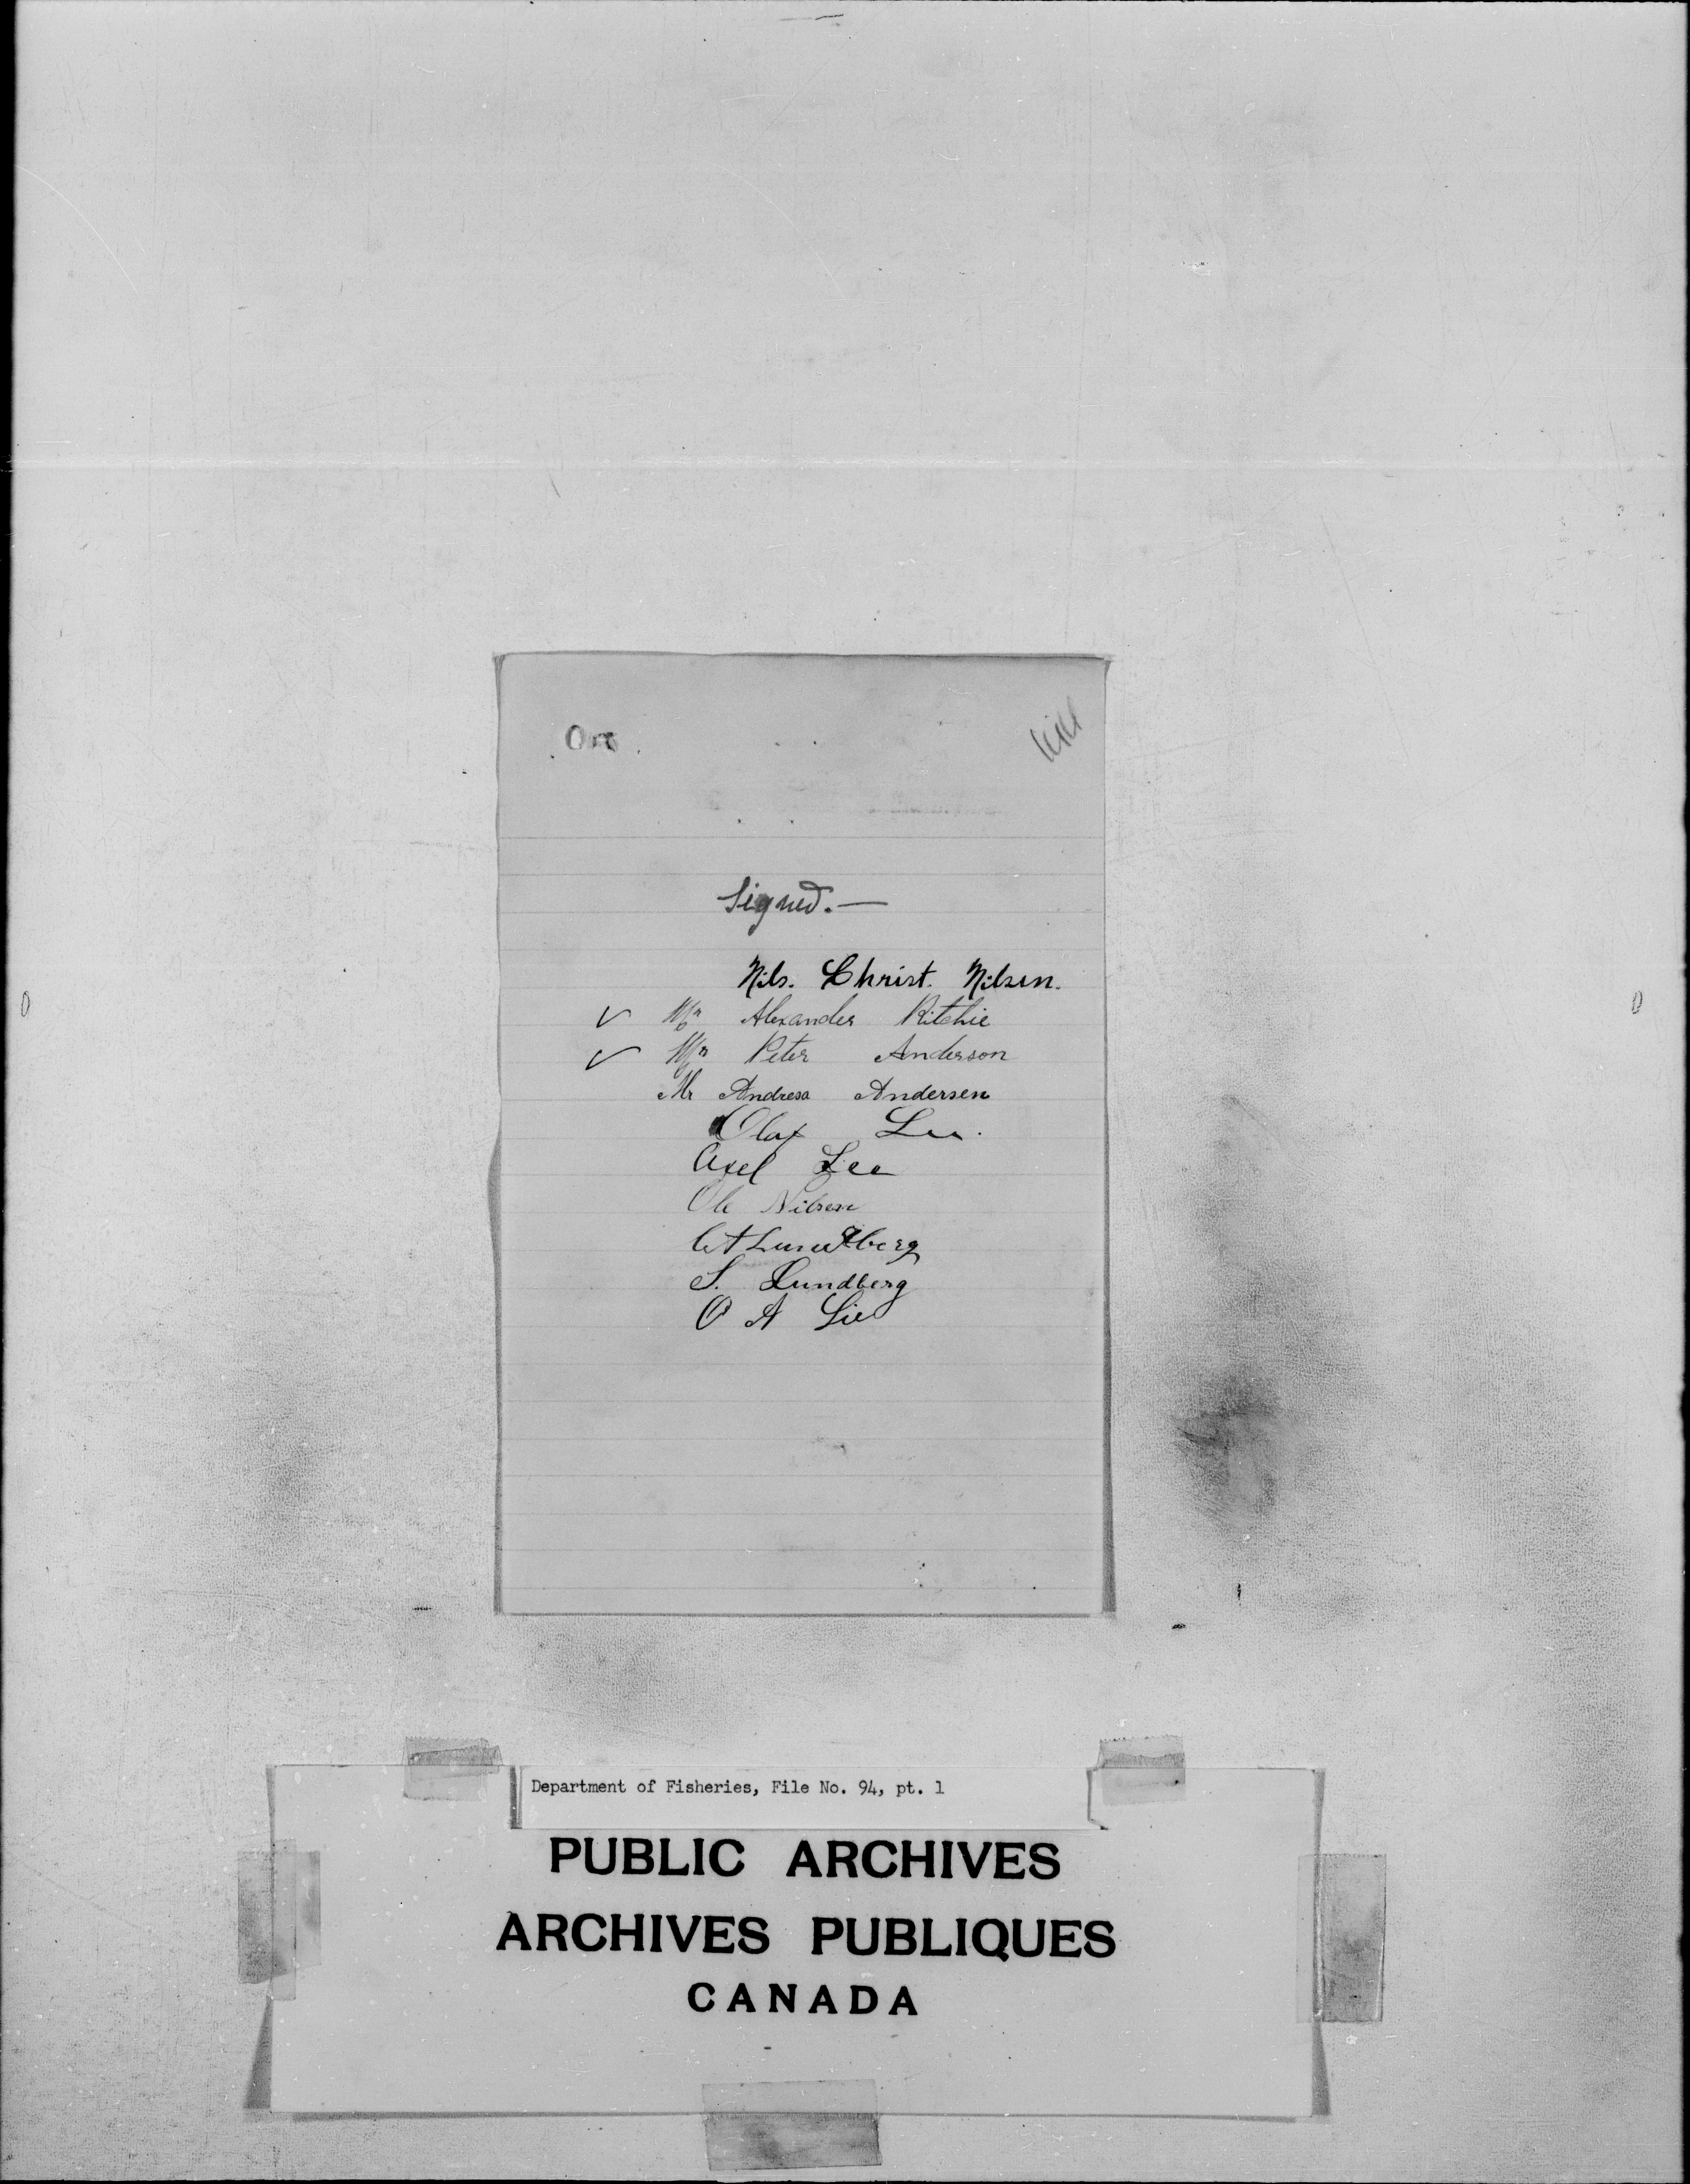 Signed. —
Nils. Christ. Nilsen.
✓ Mr Alexander Ritchie
✓ Mr Peter Anderson
Mr Andreas Andersen
Olaf Lee.
Axel Lee
Ole Nilsen
Lundberg
S. Lundberg
O A Lie
Department of Fisheries, File No. 94, pt. 1
PUBLIC ARCHIVES
ARCHIVES PUBLIQUES
CANADA